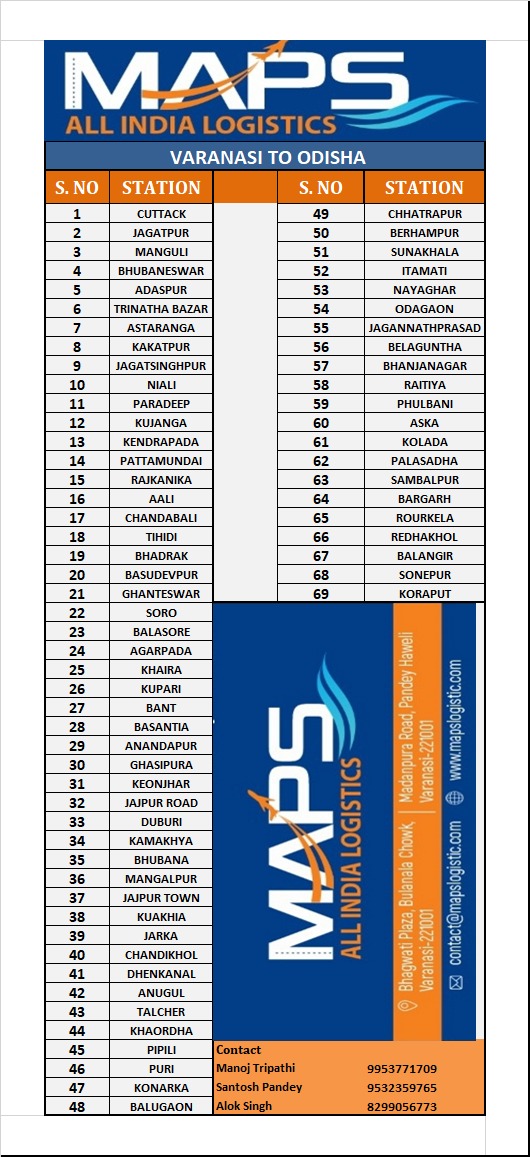 MAPS
ALL INDIA LOGISTICS
VARANASI TO ODISHA
S. NO STATION
1 CUTTACK
2 JAGATPUR
3 MANGULI
4 BHUBANESWAR
5 ADASPUR
6 TRINATHA BAZAR
7 ASTARANGA
8 KAKATPUR
9 JAGATSINGHPUR
10 NIALI
11 PARADEEP
12 KUJANGA
13 KENDRAPADA
14 PATTAMUNDAI
15 RAJKANIKA
16 AALI
17 CHANDABALI
18 TIHIDI
19 BHADRAK
20 BASUDEVPUR
21 GHANTESWAR
22 SORO
23 BALASORE
24 AGARPADA
25 KHAIRA
26 KUPARI
27 BANT
28 BASANTIA
29 ANANDAPUR
30 GHASIPURA
31 KEONJHAR
32 JAJPUR ROAD
33 DUBURI
34 KAMAKHYA
35 BHUBANA
36 MANGALPUR
37 JAJPUR TOWN
38 KUAKHIA
39 JARKA
40 CHANDIKHOL
41 DHENKANAL
42 ANUGUL
43 TALCHER
44 KHAORDHA
45 PIPILI
46 PURI
47 KONARKA
48 BALUGAON
S. NO STATION
49 CHHATRAPUR
50 BERHAMPUR
51 SUNAKHALA
52 ITAMATI
53 NAYAGHAR
54 ODAGAON
55 JAGANNATHPRASAD
56 BELAGUNTHA
57 BHANJANAGAR
58 RAITIYA
59 PHULBANI
60 ASKA
61 KOLADA
62 PALASADHA
63 SAMBALPUR
64 BARGARH
65 ROURKELA
66 REDHAKHOL
67 BALANGIR
68 SONEPUR
69 KORAPUT
MAPS
ALL INDIA LOGISTICS
Bhagwati Plaza, Bulanala Chowk,
Varanasi-221001
Madanpura Road, Pandey Haweli
Varanasi-221001
contact@mapslogistic.com
www.mapslogistic.com
Contact
Manoj Tripathi 9953771709
Santosh Pandey 9532359765
Alok Singh 8299056773